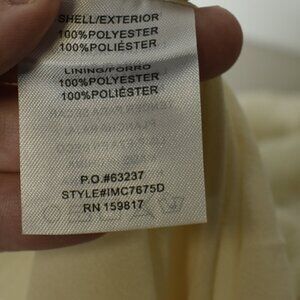 SHELL/EXTERIOR
100%POLYESTER
100%POLIÉSTER
LINING/FORRO
100%POLYESTER
100%POLIÉSTER
P.O.#63237
STYLE#IMC7675D
RN 159817